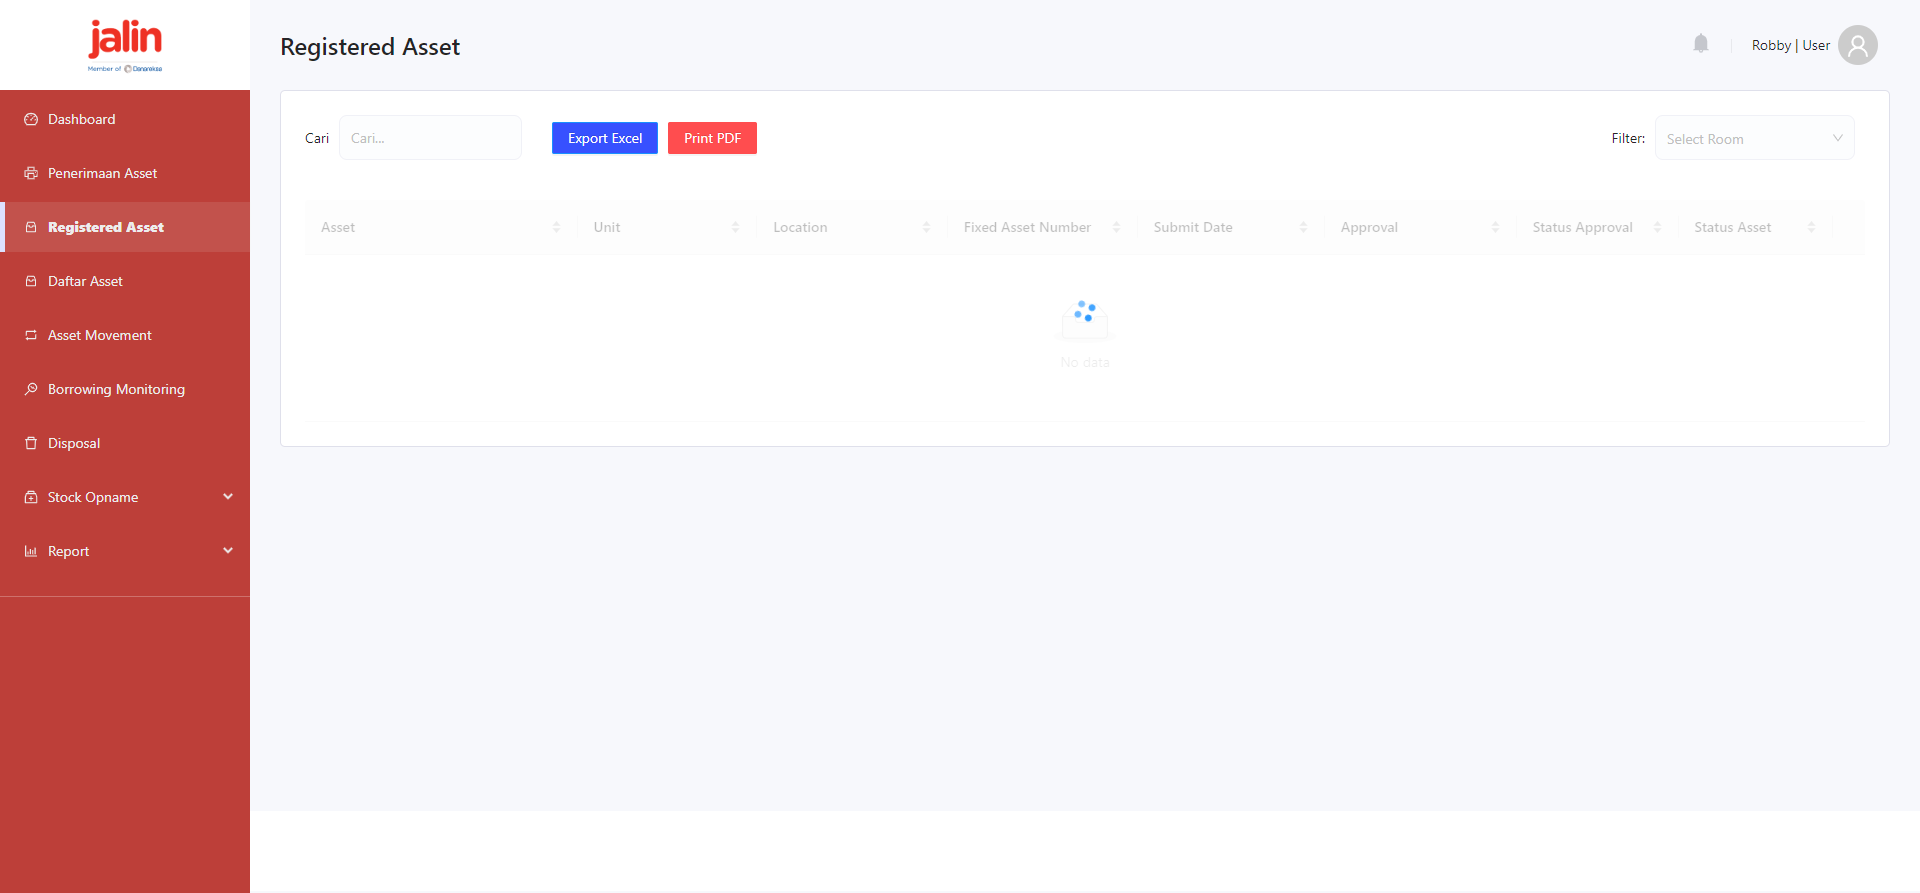 jalin
Member of Danareksa
Registered Asset
Robby | User
Dashboard
Penerimaan Asset
Registered Asset
Daftar Asset
Asset Movement
Borrowing Monitoring
Disposal
Stock Opname
Report
Cari
Cari...
Export Excel
Print PDF
Filter:
Select Room
Asset
Unit
Location
Fixed Asset Number
Submit Date
Approval
Status Approval
Status Asset
No data